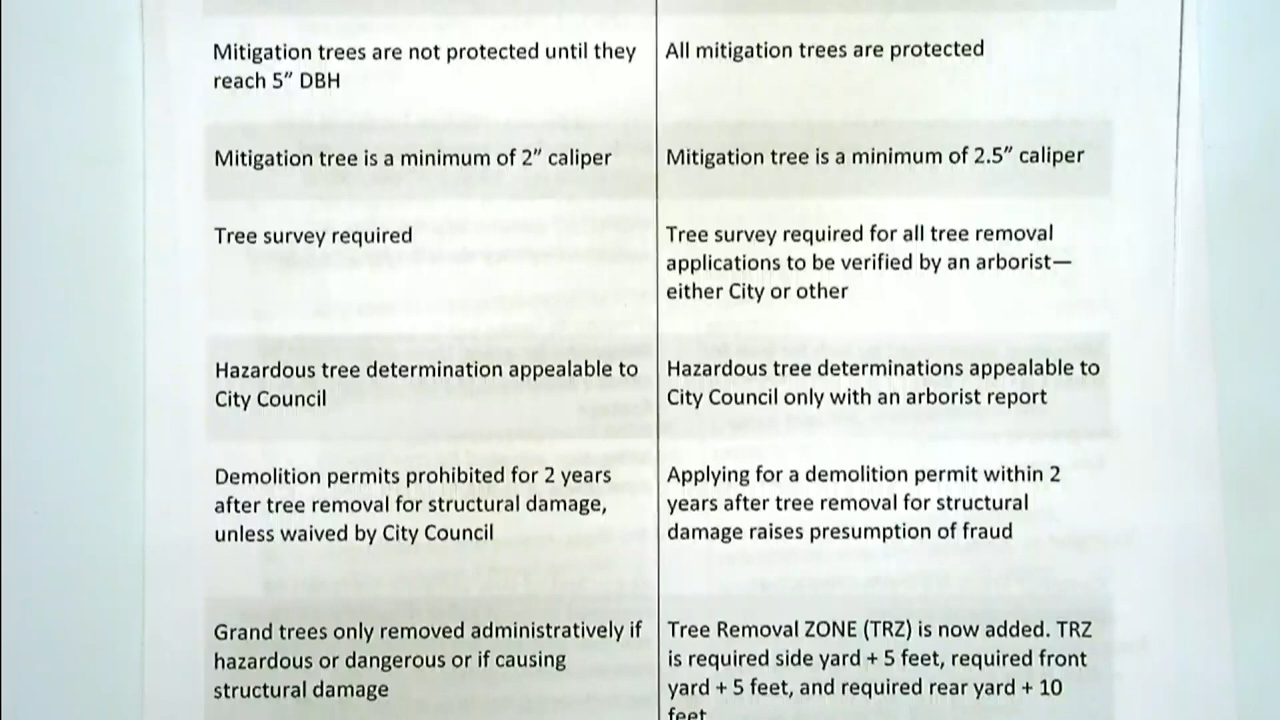 Mitigation trees are not protected until they
reach 5” DBH
All mitigation trees are protected
Mitigation tree is a minimum of 2” caliper
Mitigation tree is a minimum of 2.5” caliper
Tree survey required
Tree survey required for all tree removal
applications to be verified by an arborist—
either City or other
Hazardous tree determination appealable to
City Council
Hazardous tree determinations appealable to
City Council only with an arborist report
Demolition permits prohibited for 2 years
after tree removal for structural damage,
unless waived by City Council
Applying for a demolition permit within 2
years after tree removal for structural
damage raises presumption of fraud
Grand trees only removed administratively if
hazardous or dangerous or if causing
structural damage
Tree Removal ZONE (TRZ) is now added. TRZ
is required side yard + 5 feet, required front
yard + 5 feet, and required rear yard + 10
feet